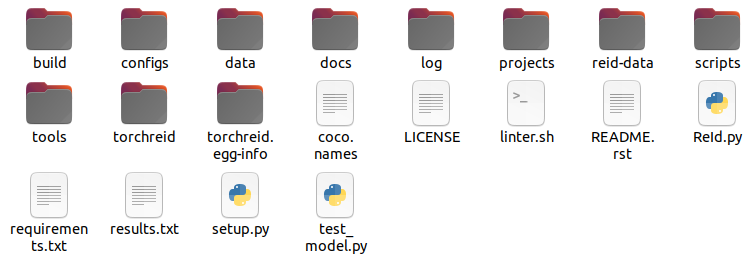 build configs data docs log projects reid-data scripts
>_
tools torchreid torchreid.
egg-info coco.
names LICENSE linter.sh README.
rst ReId.py
requiremen
ts.txt results.txt setup.py test_
model.py